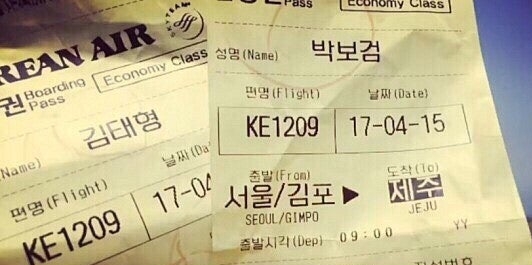 REAN AIR
SKYTEAM
권 Boarding Pass
Economy Class
김태형
Name)
편명(Flight)
날짜(Da
KE1209
17-04
Pass
Economy Class
성명(Name)
박보검
편명(Flight)
날짜(Date)
KE1209
17-04-15
출발(From)
도착(To)
서울/김포 ▶ 제주
SEOUL/GIMPO
JEJU
출발시각(Dep) 09:00
YY